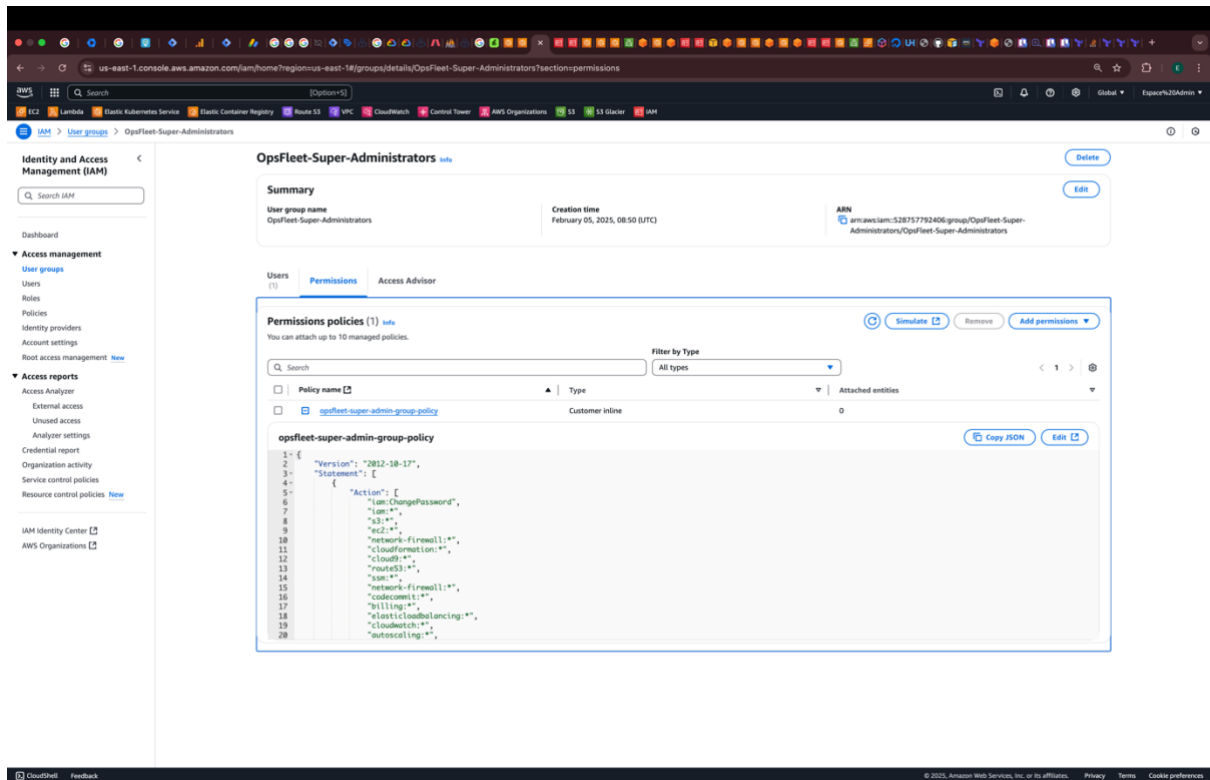 us-east-1.console.aws.amazon.com/iam/home?region=us-east-1#/groups/details/OpsFleet-Super-Administrators?section=permissions
aws Search [Option+S] Global Espace%20Admin
EC2 Lambda Elastic Kubernetes Service Elastic Container Registry Route 53 VPC CloudWatch Control Tower AWS Organizations S3 S3 Glacier IAM
IAM > User groups > OpsFleet-Super-Administrators
Identity and Access Management (IAM)
Search IAM
Dashboard
Access management
User groups
Users
Roles
Policies
Identity providers
Account settings
Root access management New
Access reports
Access Analyzer
External access
Unused access
Analyzer settings
Credential report
Organization activity
Service control policies
Resource control policies New
IAM Identity Center
AWS Organizations
OpsFleet-Super-Administrators Info
Delete
Summary
Edit
User group name
OpsFleet-Super-Administrators
Creation time
February 05, 2025, 08:50 (UTC)
ARN
arn:aws:iam::528757792406:group/OpsFleet-Super-
Administrators/OpsFleet-Super-Administrators
Users
(1)
Permissions
Access Advisor
Permissions policies (1) Info
Simulate Remove Add permissions
You can attach up to 10 managed policies.
Filter by Type
Search
All types
1
Policy name Type Attached entities
opsfleet-super-admin-group-policy Customer inline 0
opsfleet-super-admin-group-policy
Copy JSON Edit
1 {
2 "Version": "2012-10-17",
3 "Statement": [
4 {
5 "Action": [
6 "iam:ChangePassword",
7 "iam:*",
8 "s3:*",
9 "ec2:*",
10 "network-firewall:*",
11 "cloudformation:*",
12 "cloud9:*",
13 "route53:*",
14 "ssm:*",
15 "network-firewall:*",
16 "codecommit:*",
17 "billing:*",
18 "elasticloadbalancing:*",
19 "cloudwatch:*",
20 "autoscaling:*",
CloudShell Feedback
© 2025, Amazon Web Services, Inc. or its affiliates. Privacy Terms Cookie preferences